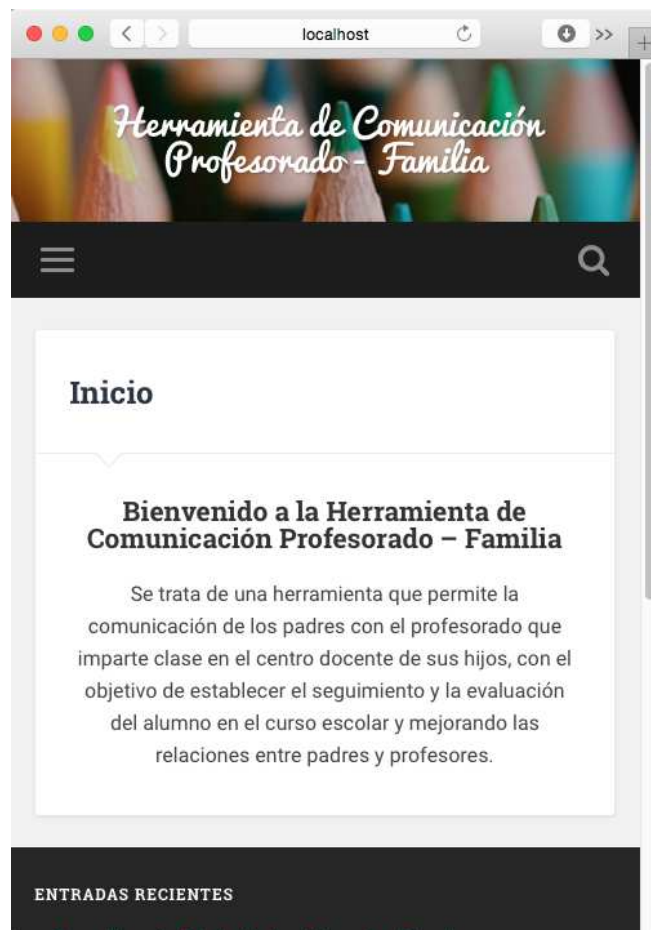 localhost
Herramienta de Comunicación
Profesorado - Familia
Inicio
Bienvenido a la Herramienta de
Comunicación Profesorado – Familia
Se trata de una herramienta que permite la
comunicación de los padres con el profesorado que
imparte clase en el centro docente de sus hijos, con el
objetivo de establecer el seguimiento y la evaluación
del alumno en el curso escolar y mejorando las
relaciones entre padres y profesores.
ENTRADAS RECIENTES